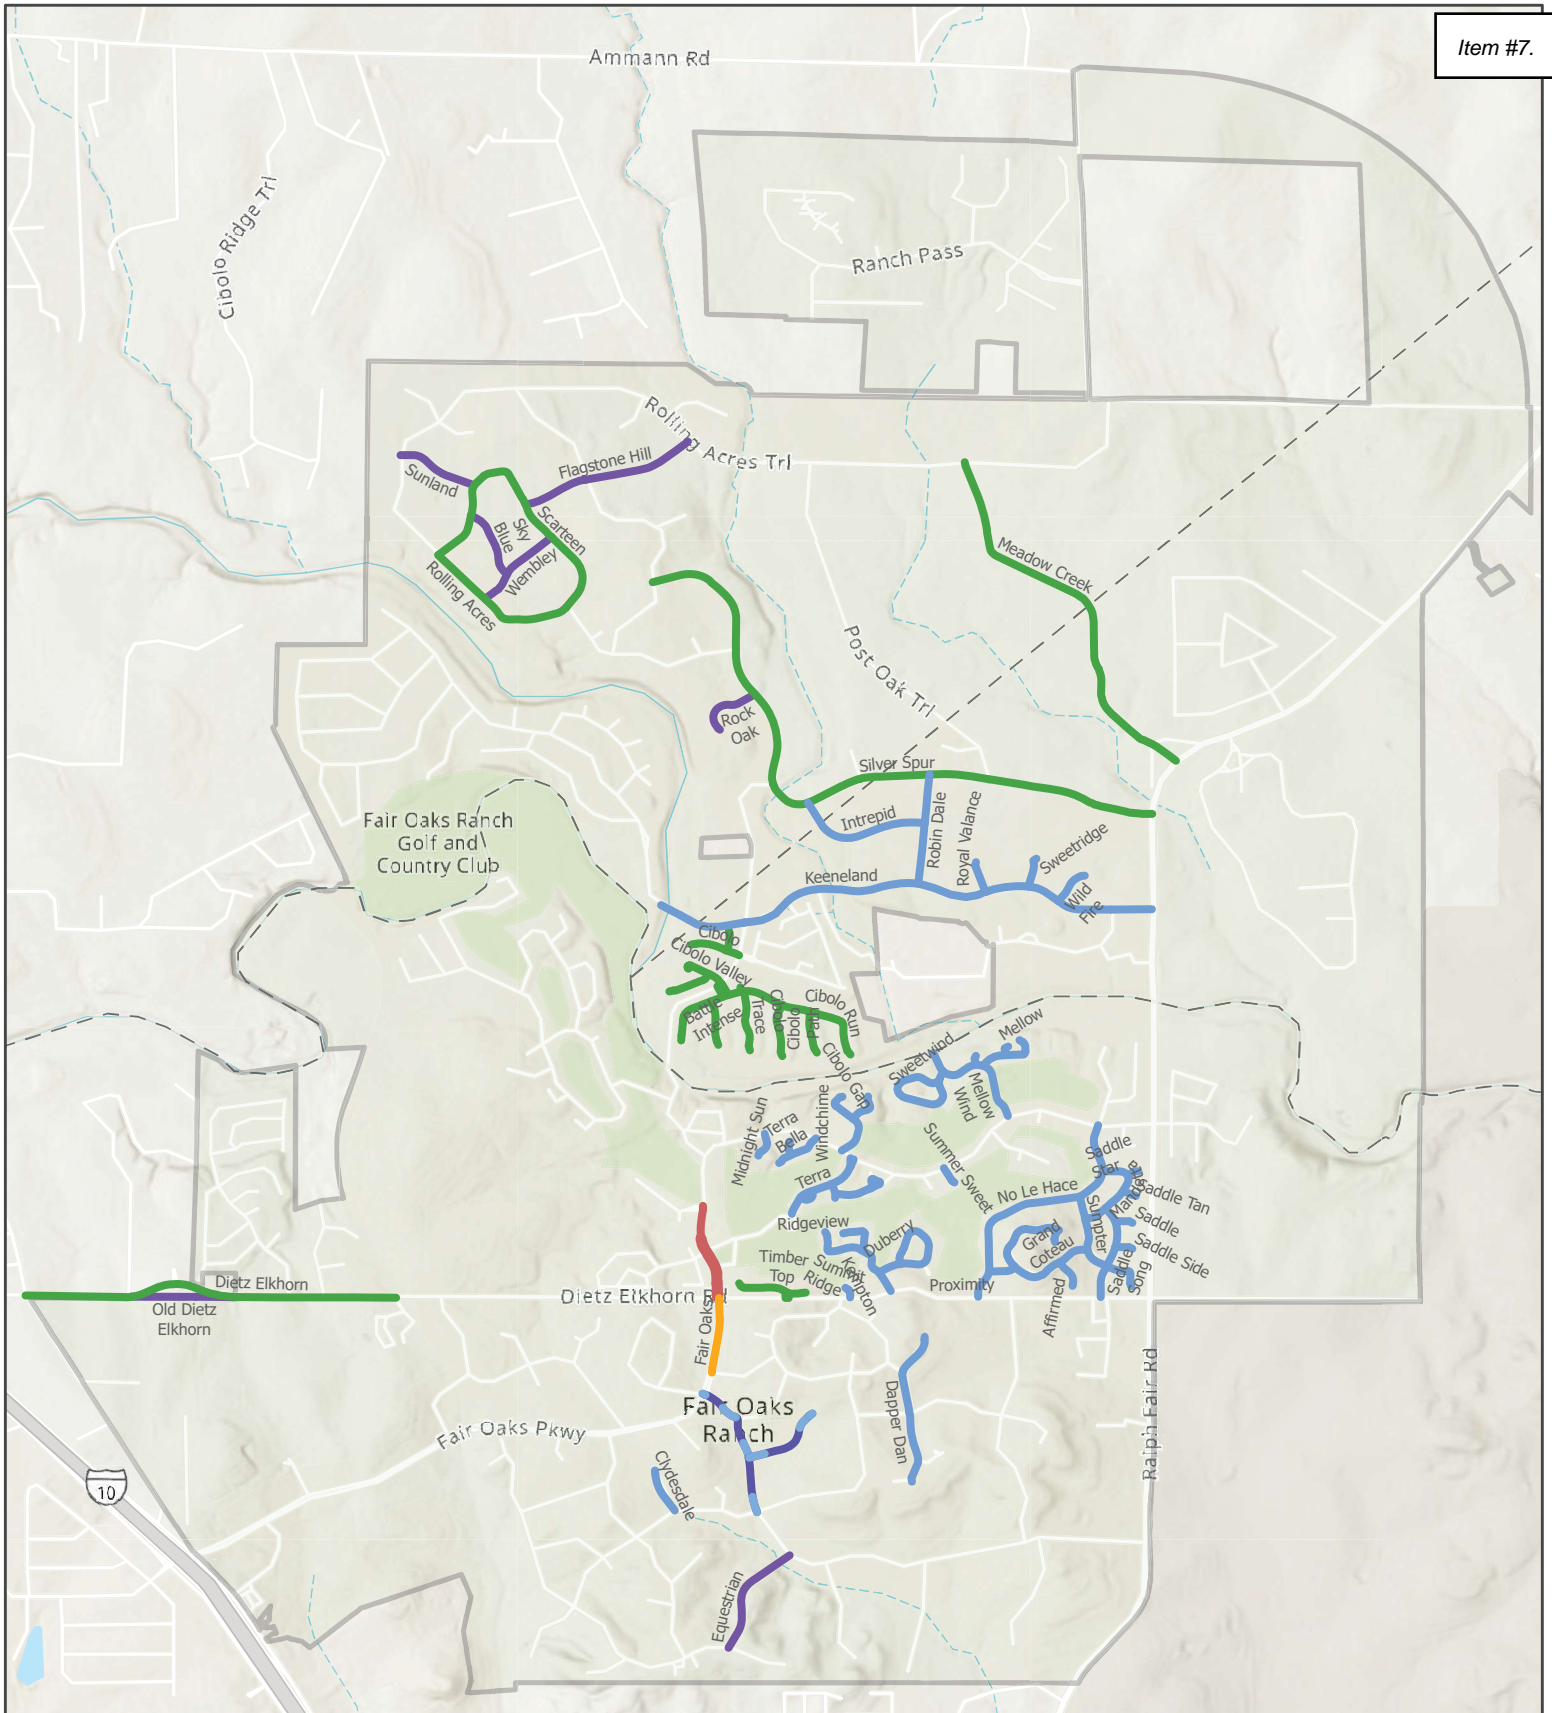 Item #7.
Ammann Rd
Cibolo Ridge Trl
Ranch Pass
Rolling Acres Trl
Flagstone Hill
Sunland
Scarteen
Sky
Blue
Wembley
Rolling Acres
Meadow Creek
Post Oak Trl
Rock
Oak
Silver Spur
Fair Oaks Ranch
Golf and
Country Club
Intrepid
Robin Dale
Royal Valance
Sweetridge
Keeneland
Wild
Fire
Cibolo
Cibolo Valley
Battle
Intense
Trace
Cibolo
Cibolo
Path
Cibolo Run
Cibolo Gap
Mellow
Sweetwind
Mellow
Wind
Midnight Sun
Terra
Bella
Windchime
Summer Sweet
Saddle
Star
Terra
No Le Hace
Mande
Saddle Tan
Saddle
Sumpter
Ridgeview
Duberry
Grand
Coteau
Saddle Side
Saddle
Song
Timber
Top
Summit
Ridge
Kempton
Proximity
Affirmed
Dietz Elkhorn
Old Dietz
Elkhorn
Dietz Elkhorn Rd
Fair Oaks
Fair Oaks
Ranch
Dapper Dan
Ralph Fair Rd
Fair Oaks Pkwy
Clydesdale
10
Equestrian